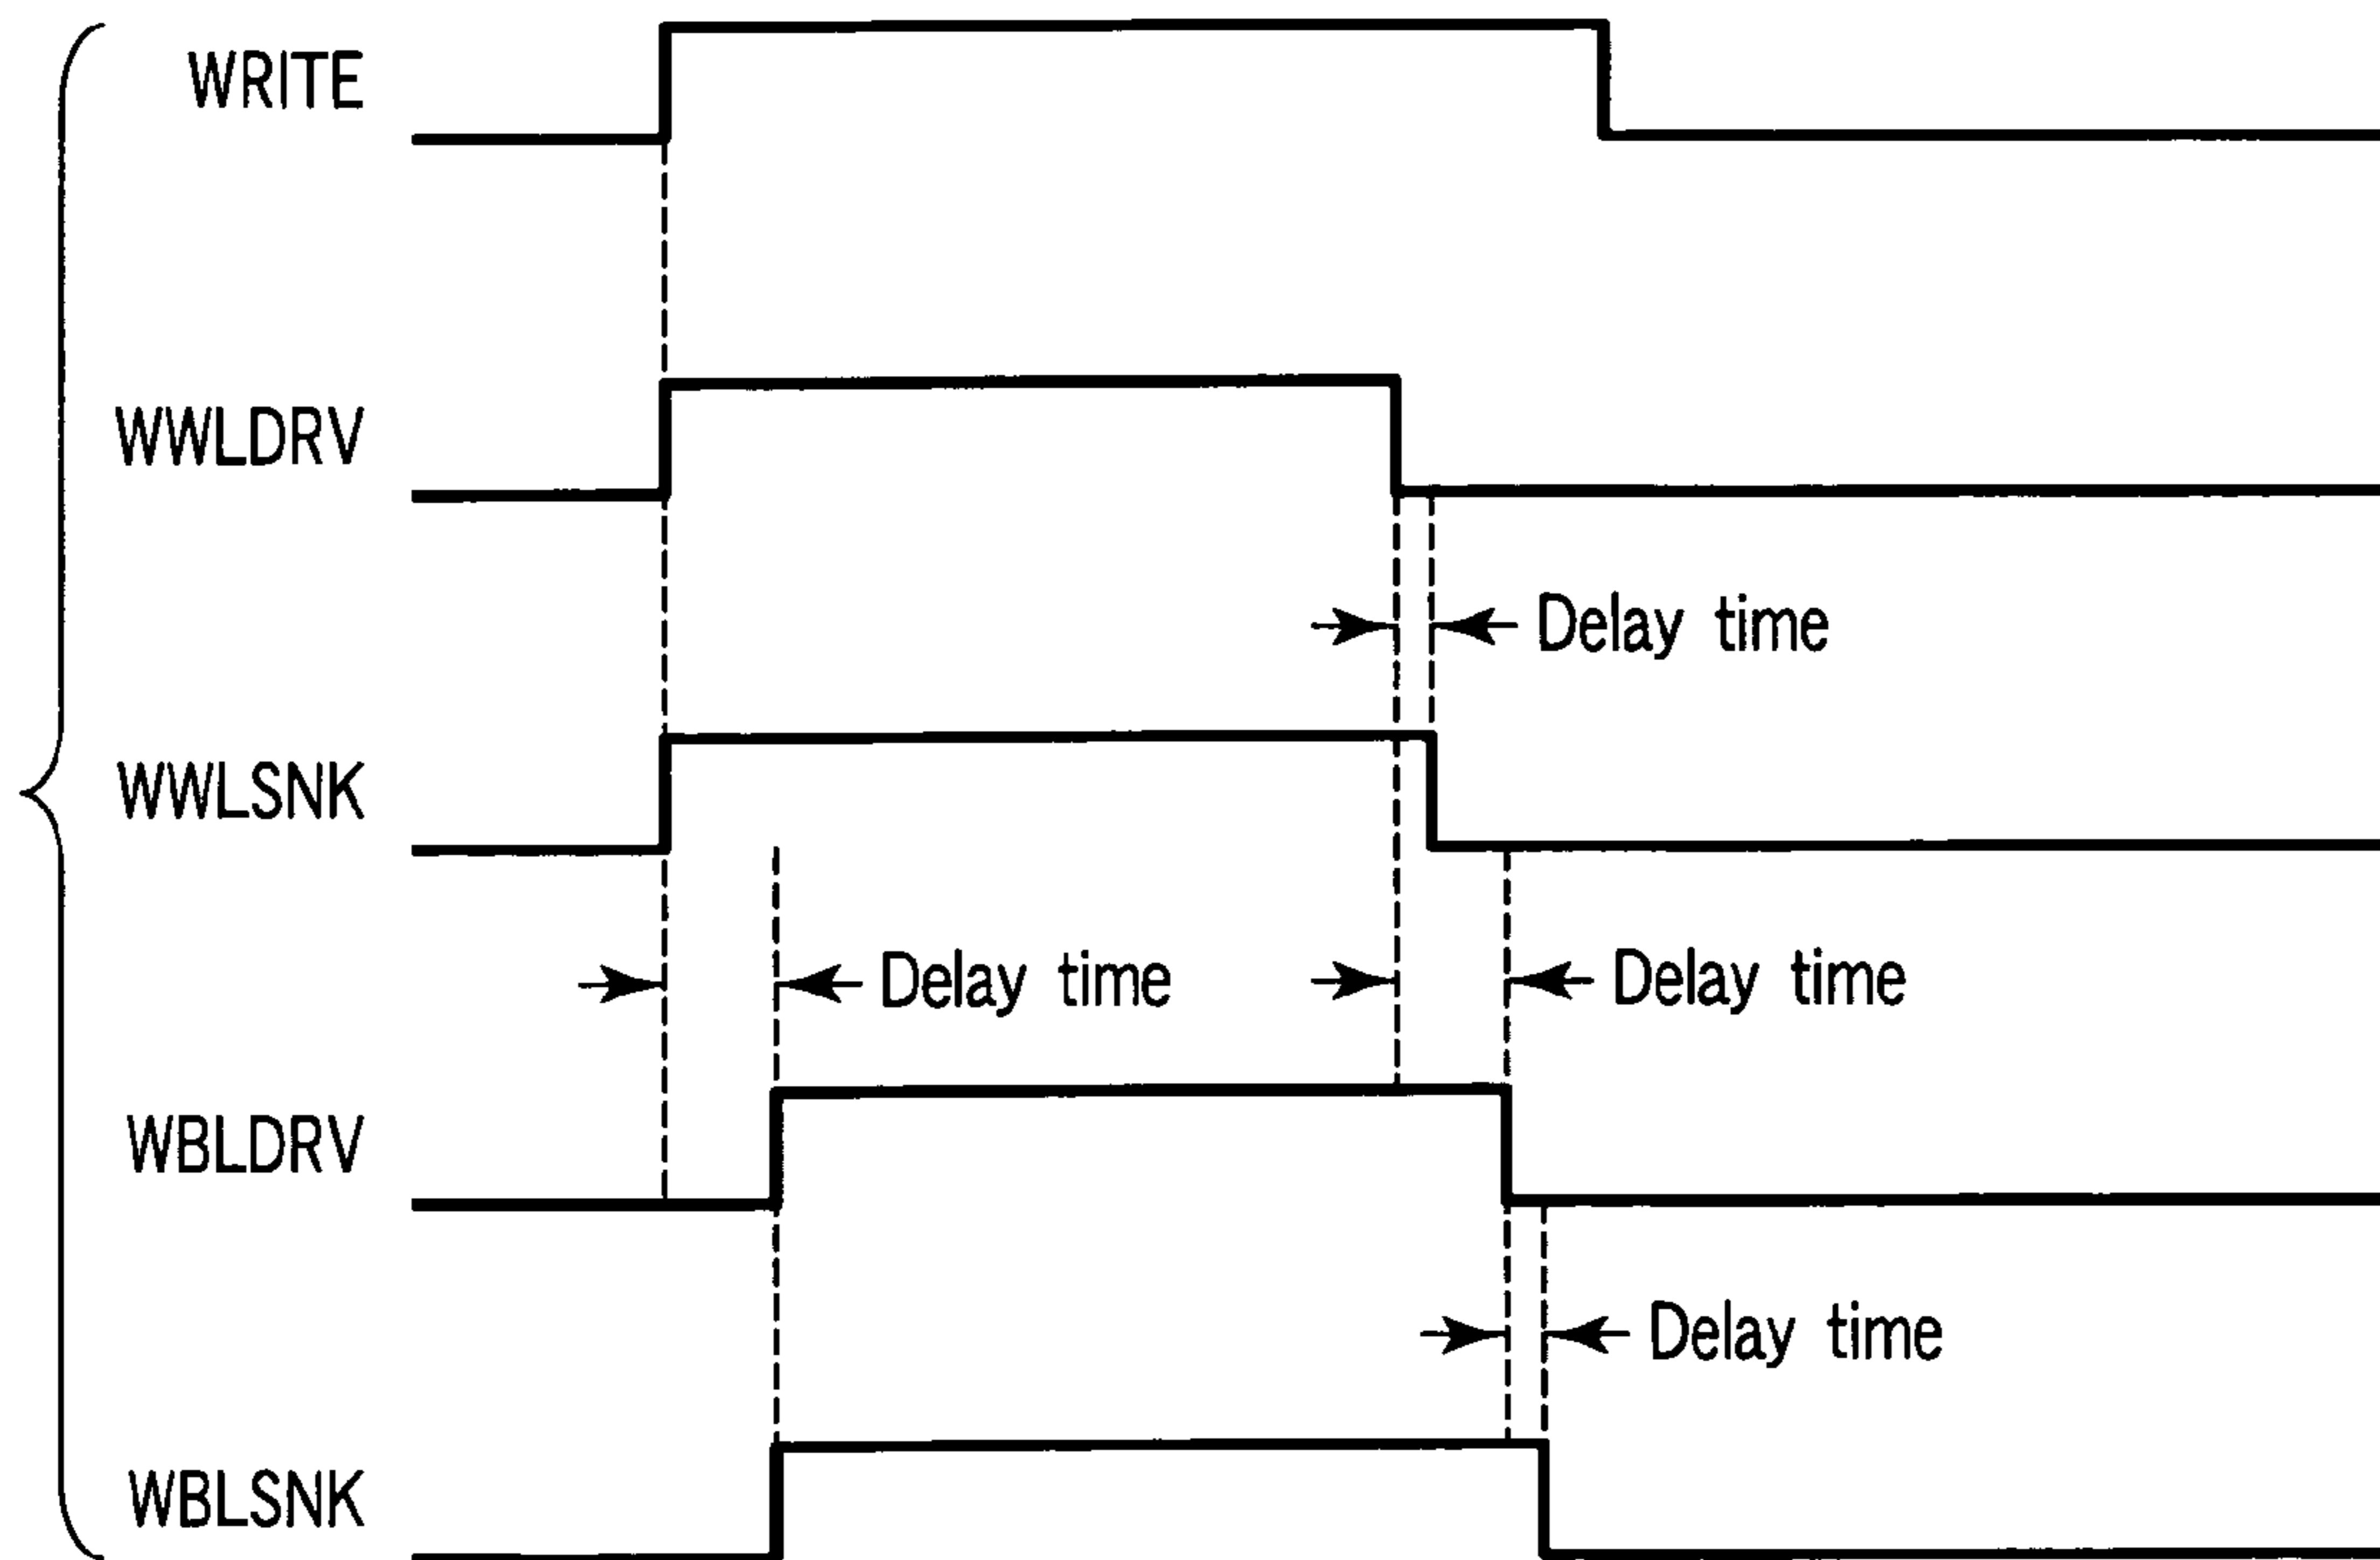 WRITE
WWLDRV
Delay time
WWLSNK
Delay time Delay time
WBLDRV
Delay time
WBLSNK